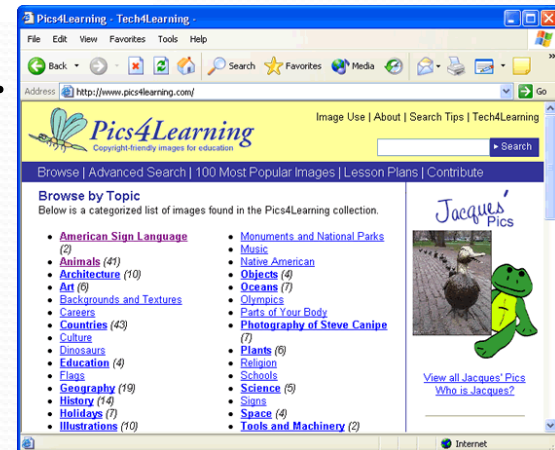 Pics4Learning - Tech4Learning -
File Edit View Favorites Tools Help
Back Search Favorites Media
Address http://www.pics4learning.com/ Go
Image Use | About | Search Tips | Tech4Learning
Pics4Learning
Copyright-friendly images for education
Search
Browse | Advanced Search | 100 Most Popular Images | Lesson Plans | Contribute
Browse by Topic
Below is a categorized list of images found in the Pics4Learning collection.
American Sign Language
(2)
Animals (41)
Architecture (10)
Art (6)
Backgrounds and Textures
Careers
Countries (43)
Culture
Dinosaurs
Education (4)
Flags
Geography (19)
History (14)
Holidays (7)
Illustrations (10)
Monuments and National Parks
Music
Native American
Objects (4)
Oceans (7)
Olympics
Parts of Your Body
Photography of Steve Canipe
(7)
Plants (6)
Religion
Schools
Science (5)
Signs
Space (4)
Tools and Machinery (2)
Jacques'
Pics
View all Jacques' Pics
Who is Jacques?
Internet